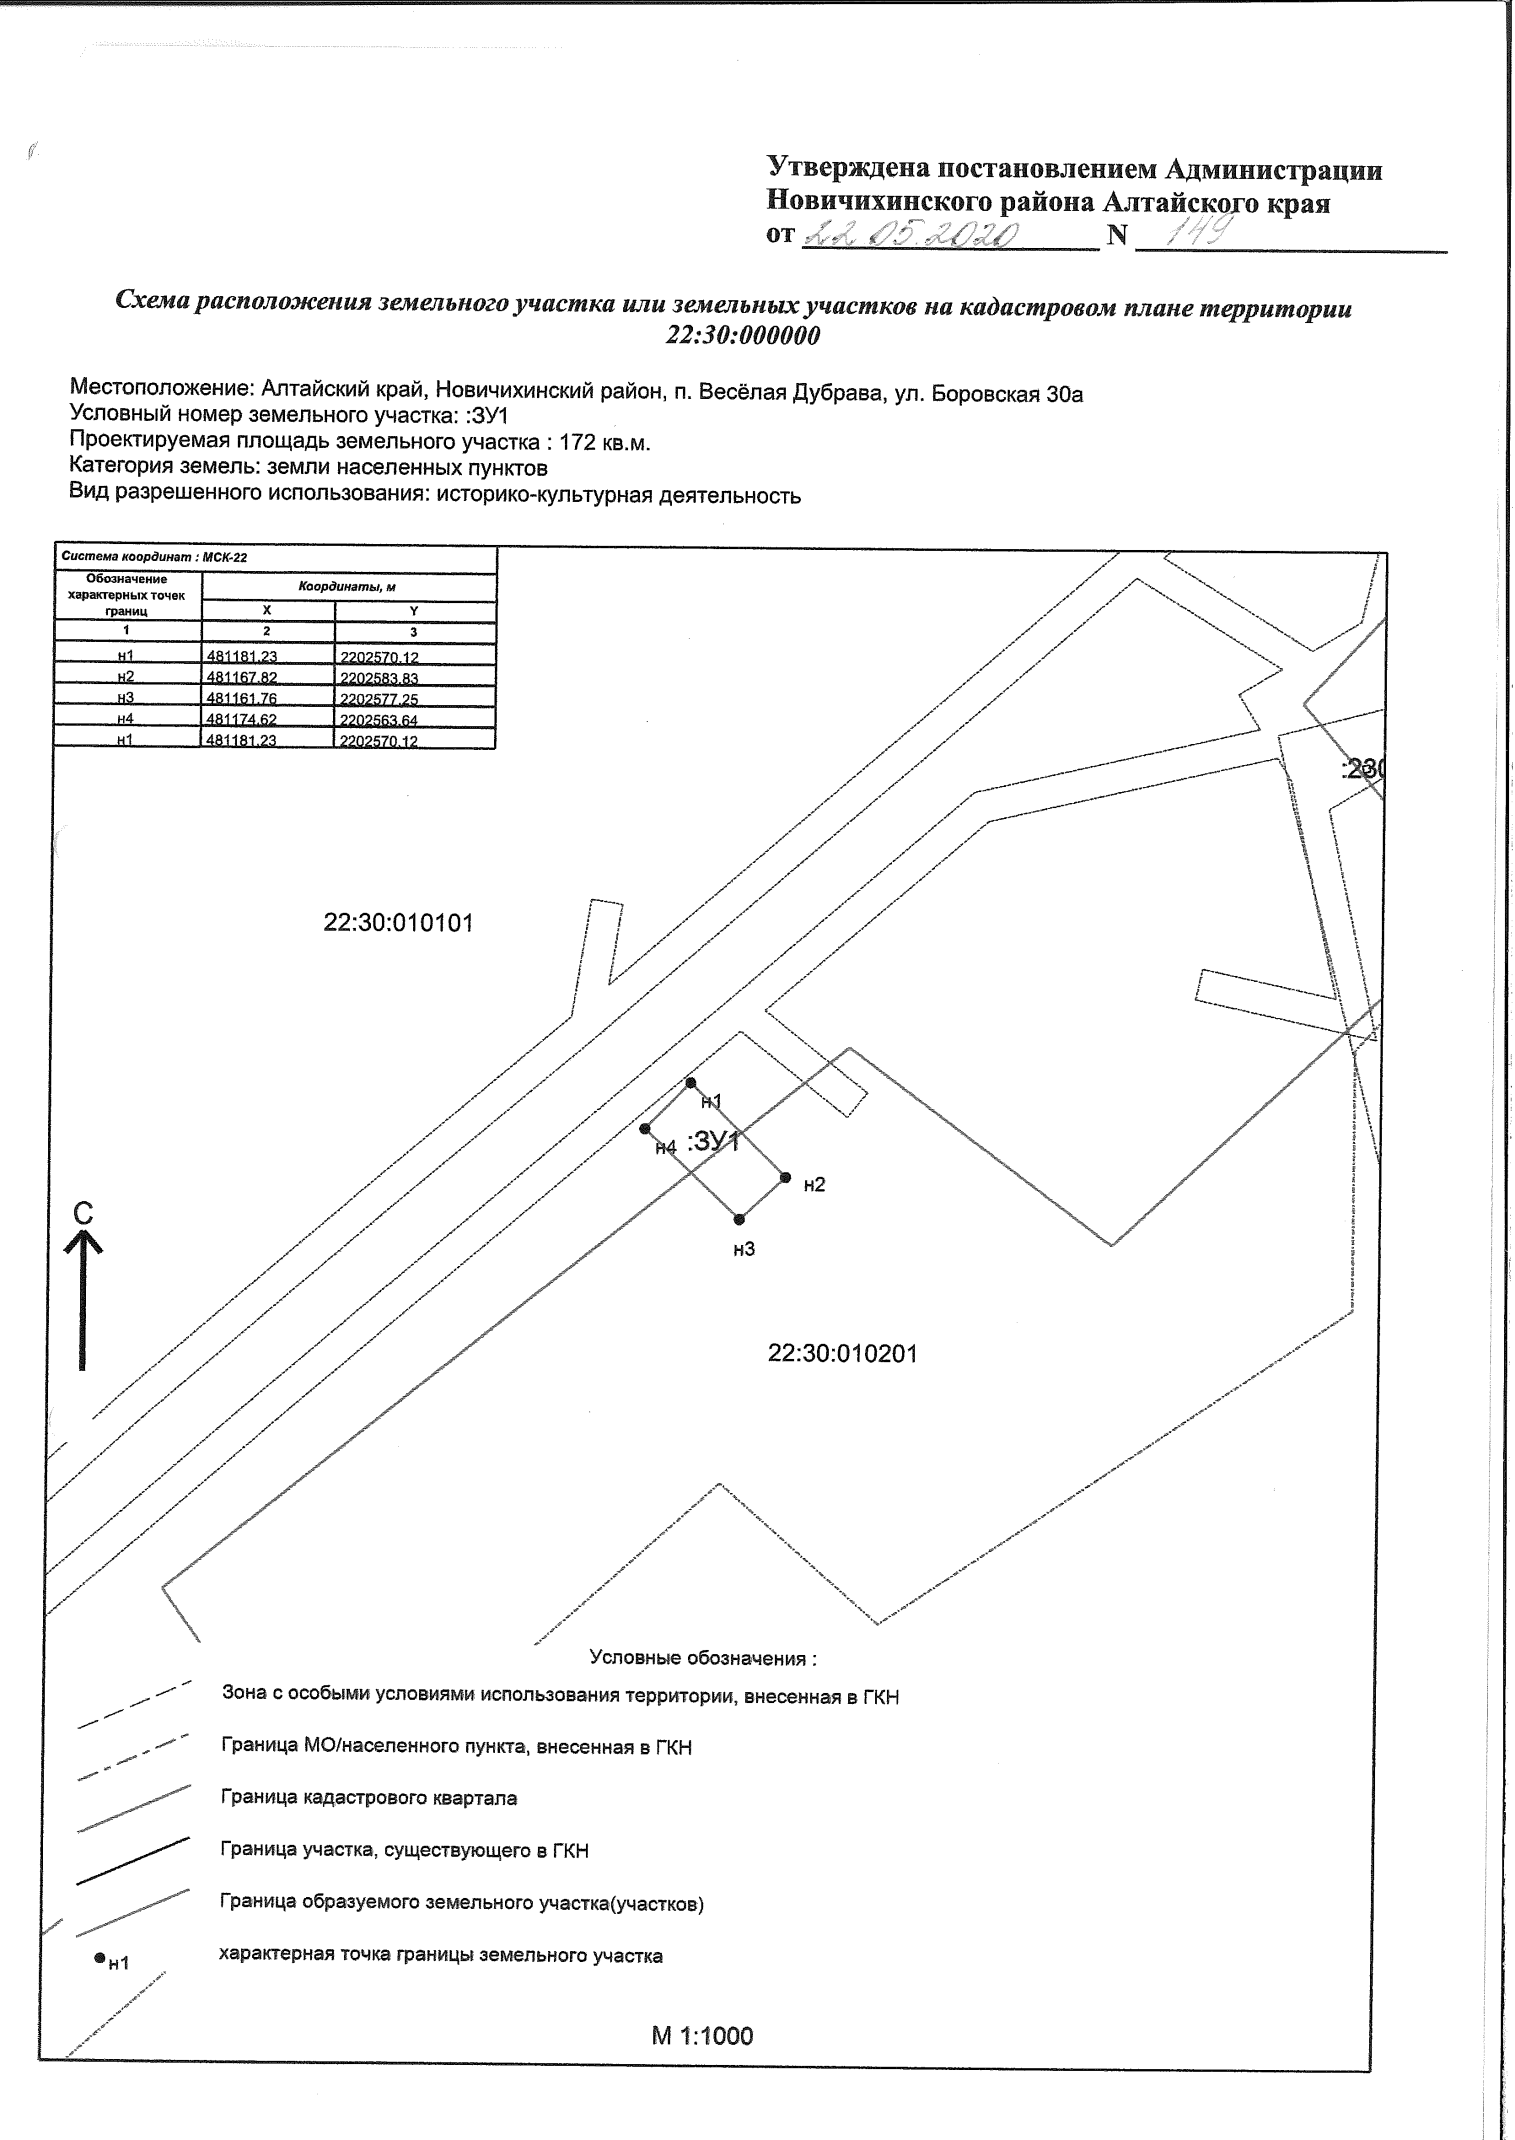 Утверждена постановлением Администрации
Новичихинского района Алтайского края
от 22 05.2020 N 149
Схема расположения земельного участка или земельных участков на кадастровом плане территории
22:30:000000
Местоположение: Алтайский край, Новичихинский район, п. Весёлая Дубрава, ул. Боровская 30а
Условный номер земельного участка: :ЗУ1
Проектируемая площадь земельного участка : 172 кв.м.
Категория земель: земли населенных пунктов
Вид разрешенного использования: историко-культурная деятельность
Система координат : МСК-22
Обозначение характерных точек границ Координаты, м
X Y
1 2 3
н1 481181.23 2202570.12
н2 481167.82 2202583.83
н3 481161.76 2202577.25
н4 481174.62 2202563.64
н1 481181.23 2202570.12
:230
22:30:010101
н1
н4 :ЗУ1
н2
С
н3
22:30:010201
Условные обозначения :
Зона с особыми условиями использования территории, внесенная в ГКН
Граница МО/населенного пункта, внесенная в ГКН
Граница кадастрового квартала
Граница участка, существующего в ГКН
Граница образуемого земельного участка(участков)
н1 характерная точка границы земельного участка
М 1:1000